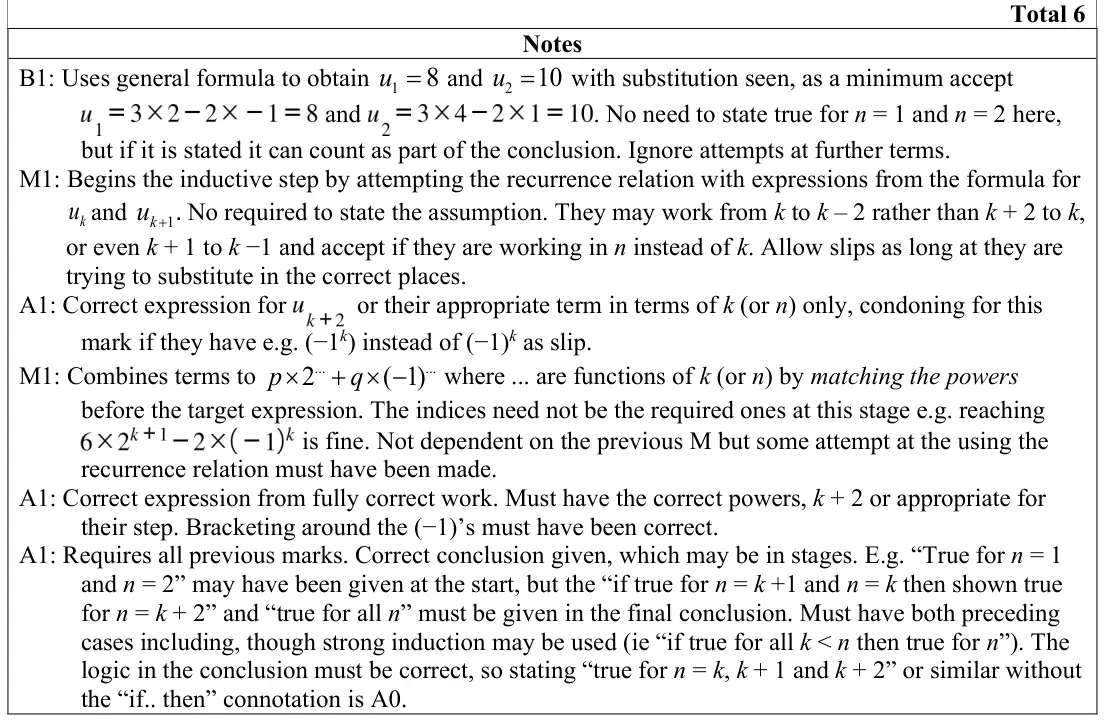 Total 6
Notes
B1: Uses general formula to obtain u₁ = 8 and u₂ = 10 with substitution seen, as a minimum accept
u₁ = 3×2−2×−1=8 and u₂ = 3×4−2×1=10. No need to state true for n = 1 and n = 2 here,
but if it is stated it can count as part of the conclusion. Ignore attempts at further terms.
M1: Begins the inductive step by attempting the recurrence relation with expressions from the formula for
uₖ and uₖ₊₁. No required to state the assumption. They may work from k to k – 2 rather than k + 2 to k,
or even k + 1 to k −1 and accept if they are working in n instead of k. Allow slips as long at they are
trying to substitute in the correct places.
A1: Correct expression for uₖ₊₂ or their appropriate term in terms of k (or n) only, condoning for this
mark if they have e.g. (−1ᵏ) instead of (−1)ᵏ as slip.
M1: Combines terms to p×2^… + q×(−1)^… where ... are functions of k (or n) by matching the powers
before the target expression. The indices need not be the required ones at this stage e.g. reaching
6×2ᵏ⁺¹−2×(−1)ᵏ is fine. Not dependent on the previous M but some attempt at the using the
recurrence relation must have been made.
A1: Correct expression from fully correct work. Must have the correct powers, k + 2 or appropriate for
their step. Bracketing around the (−1)’s must have been correct.
A1: Requires all previous marks. Correct conclusion given, which may be in stages. E.g. “True for n = 1
and n = 2” may have been given at the start, but the “if true for n = k +1 and n = k then shown true
for n = k + 2” and “true for all n” must be given in the final conclusion. Must have both preceding
cases including, though strong induction may be used (ie “if true for all k < n then true for n”). The
logic in the conclusion must be correct, so stating “true for n = k, k + 1 and k + 2” or similar without
the “if.. then” connotation is A0.